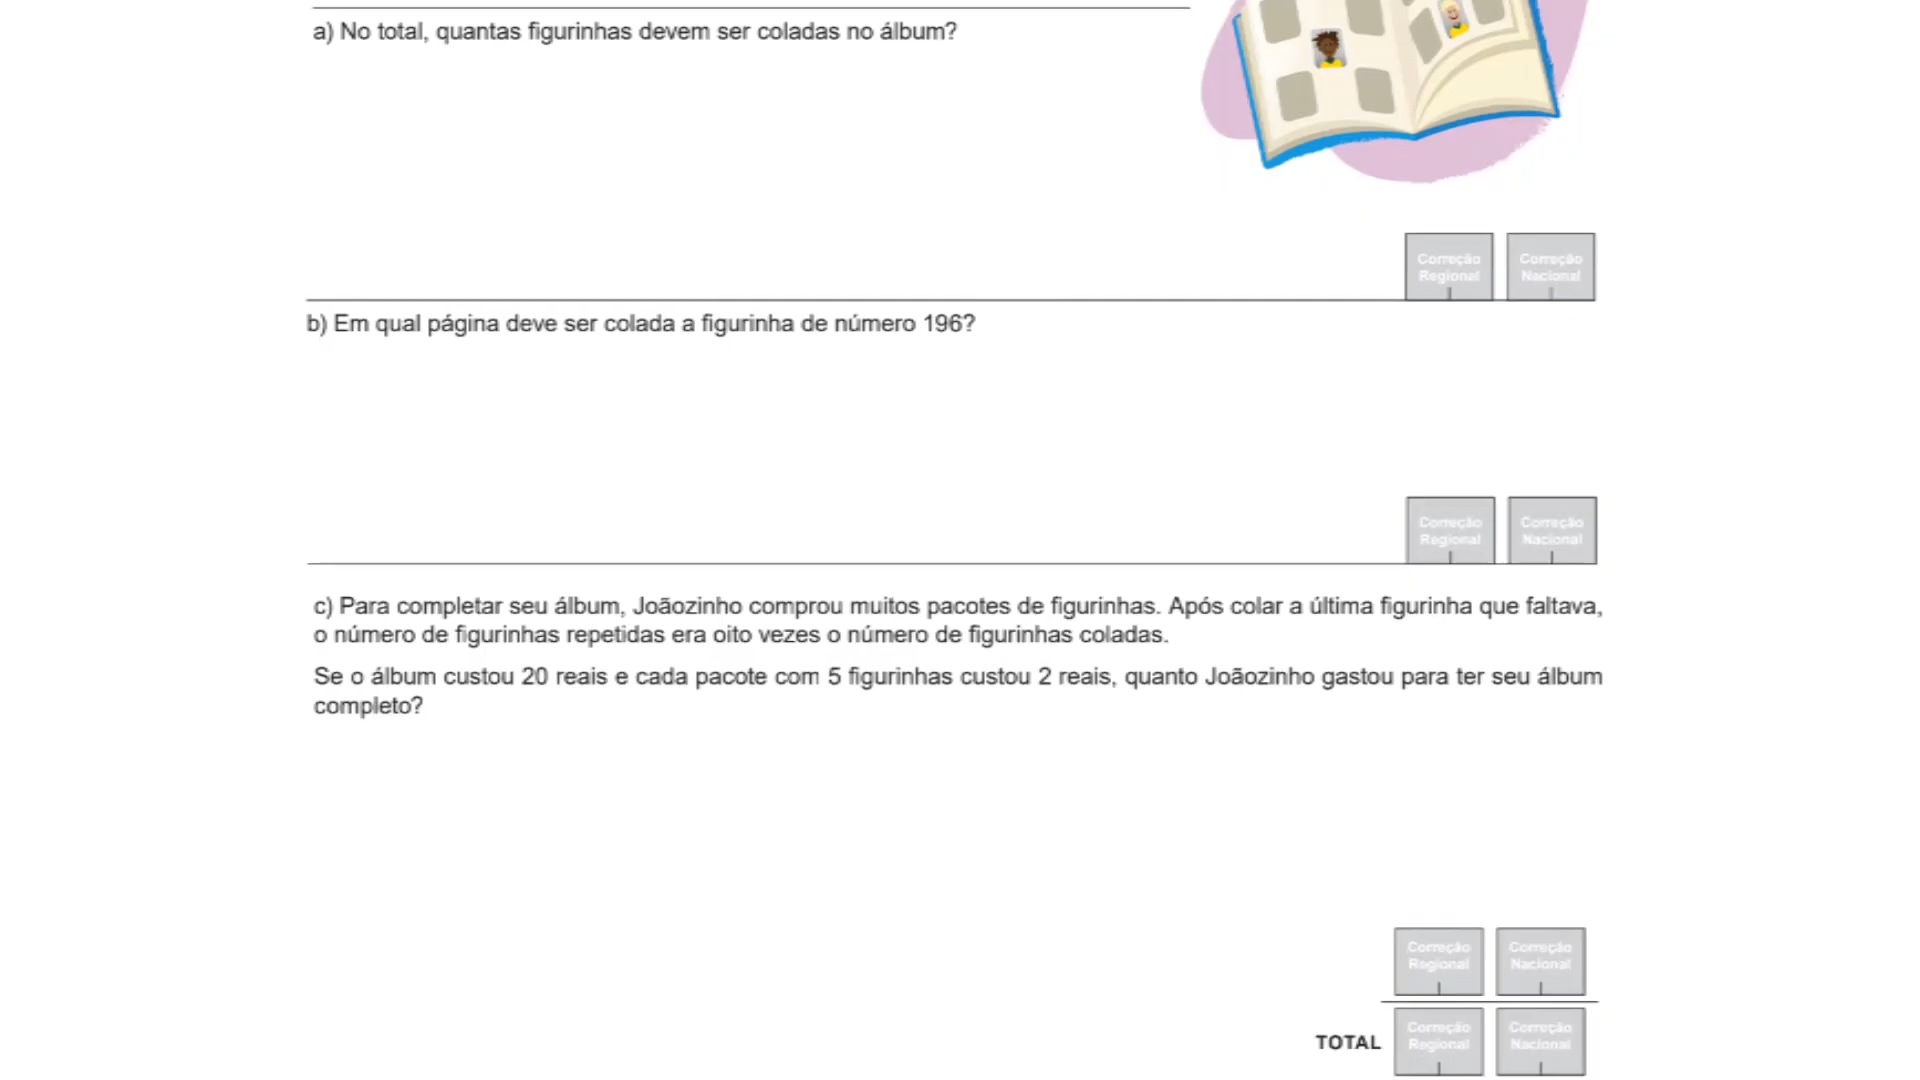 a) No total, quantas figurinhas devem ser coladas no álbum?
Correção Correção
Regional Nacional
b) Em qual página deve ser colada a figurinha de número 196?
Correção Correção
Regional Nacional
c) Para completar seu álbum, Joãozinho comprou muitos pacotes de figurinhas. Após colar a última figurinha que faltava,
o número de figurinhas repetidas era oito vezes o número de figurinhas coladas.
Se o álbum custou 20 reais e cada pacote com 5 figurinhas custou 2 reais, quanto Joãozinho gastou para ter seu álbum
completo?
Correção Correção
Regional Nacional
TOTAL
Correção Correção
Regional Nacional